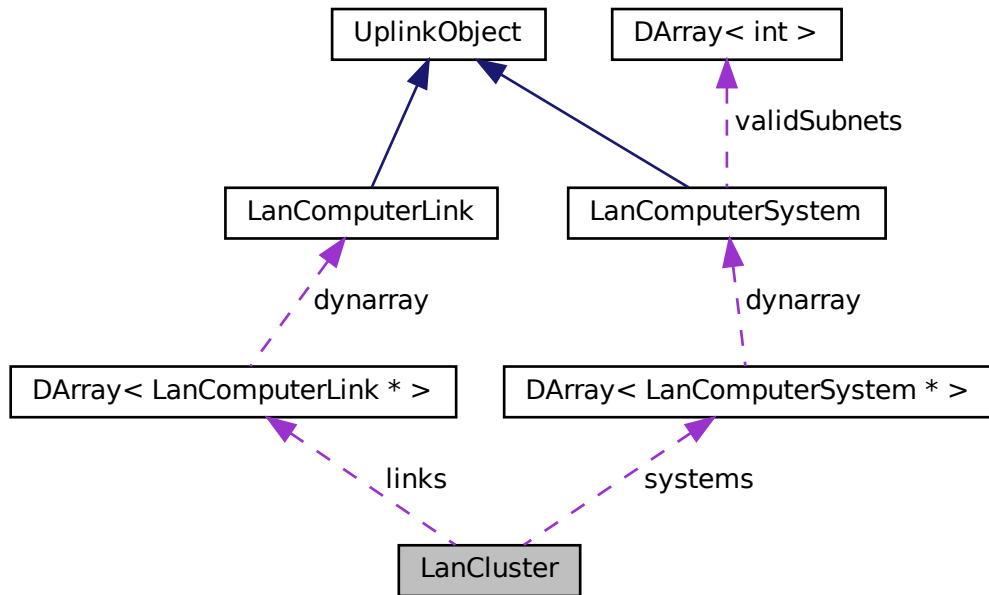 UplinkObject
DArray< int >
validSubnets
LanComputerLink
LanComputerSystem
dynarray
dynarray
DArray< LanComputerLink * >
DArray< LanComputerSystem * >
links
systems
LanCluster